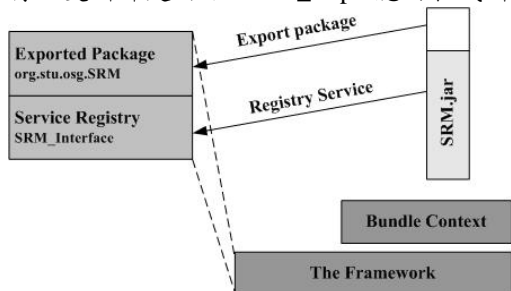 Export package
Exported Package
org.stu.osg.SRM
Registry Service
Service Registry
SRM_Interface
SRM.jar
Bundle Context
The Framework